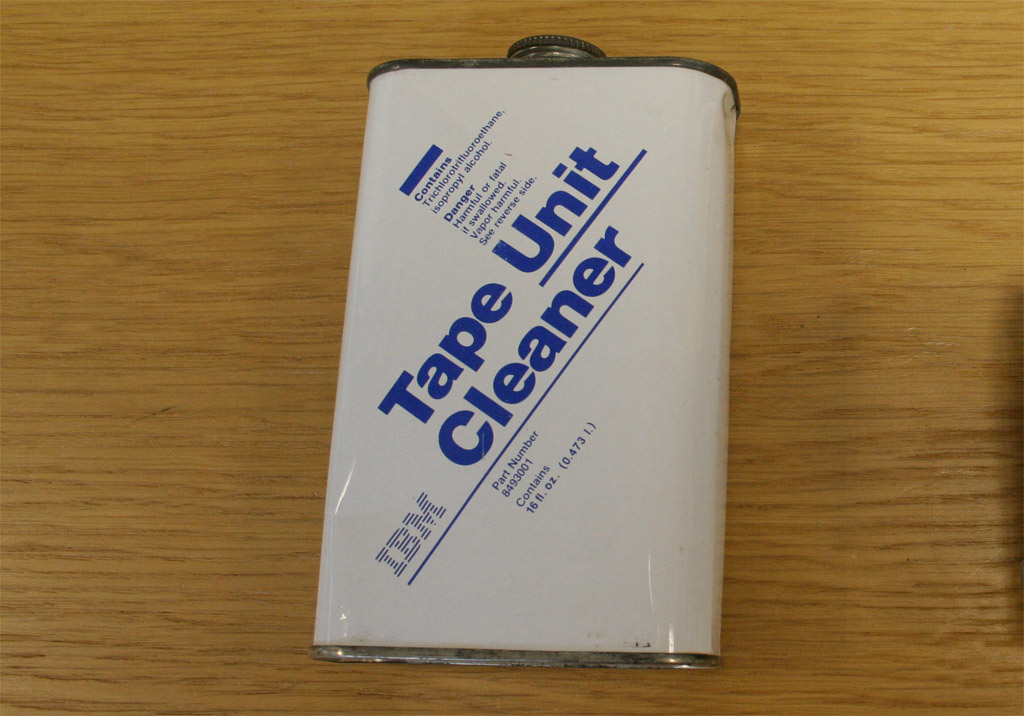 Contains
Trichlorotrifluoroethane,
isopropyl alcohol.
Danger
Harmful or fatal
if swallowed.
Vapor harmful.
See reverse side.
Tape Unit
Cleaner
IBM
Part Number
8493001
Contains
16 fl. oz. (0.473 l.)